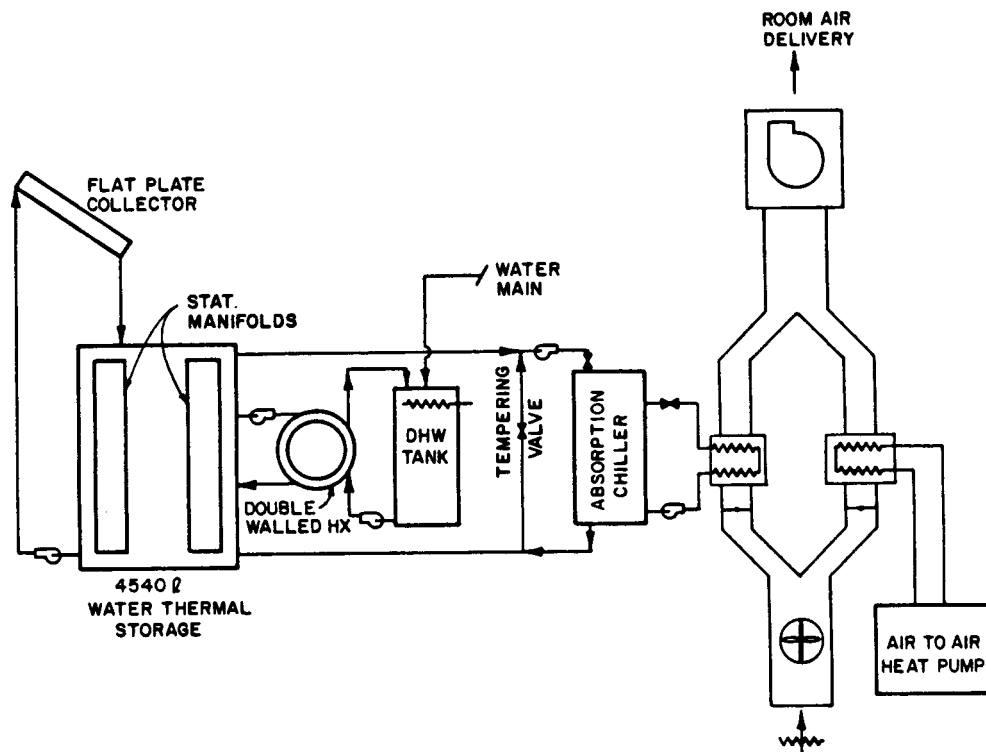 ROOM AIR
DELIVERY
FLAT PLATE
COLLECTOR
WATER
MAIN
STAT.
MANIFOLDS
TEMPERING
VALVE
DHW
TANK
ABSORPTION
CHILLER
DOUBLE
WALLED HX
4540 ℓ
WATER THERMAL
STORAGE
AIR TO AIR
HEAT PUMP